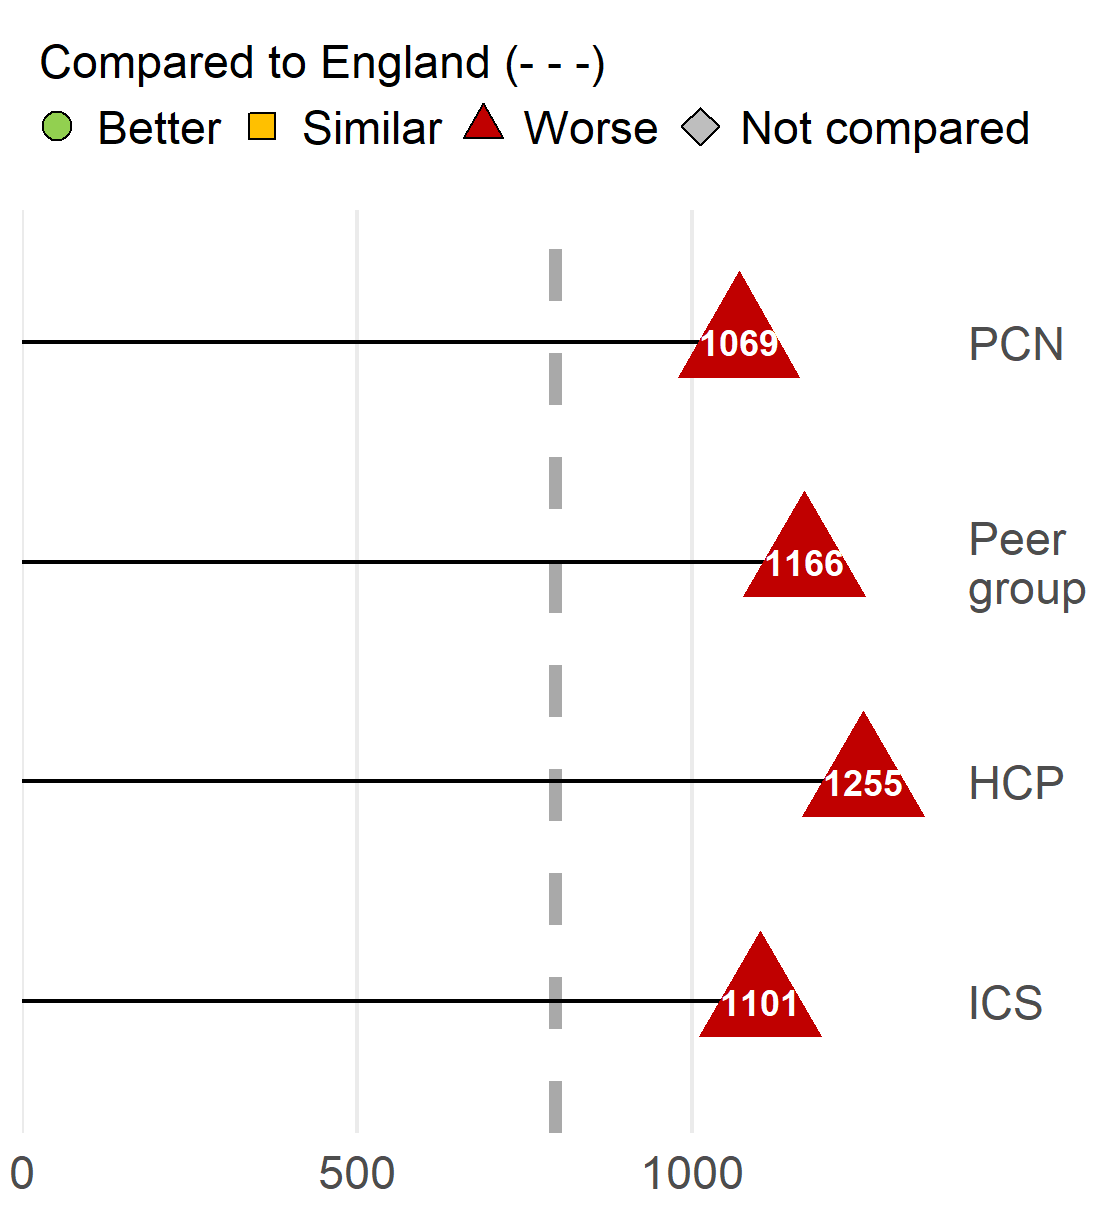 Compared to England (- - -)
Better Similar Worse Not compared
1069 PCN
1166 Peer
group
1255 HCP
1101 ICS
0 500 1000